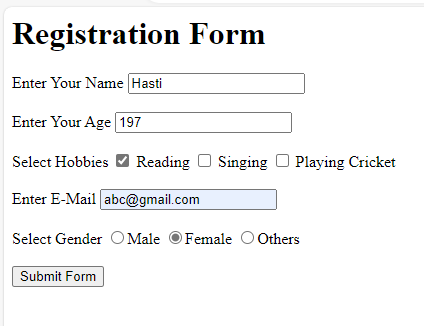 Registration Form
Enter Your Name Hasti
Enter Your Age 197
Select Hobbies Reading Singing Playing Cricket
Enter E-Mail abc@gmail.com
Select Gender Male Female Others
Submit Form